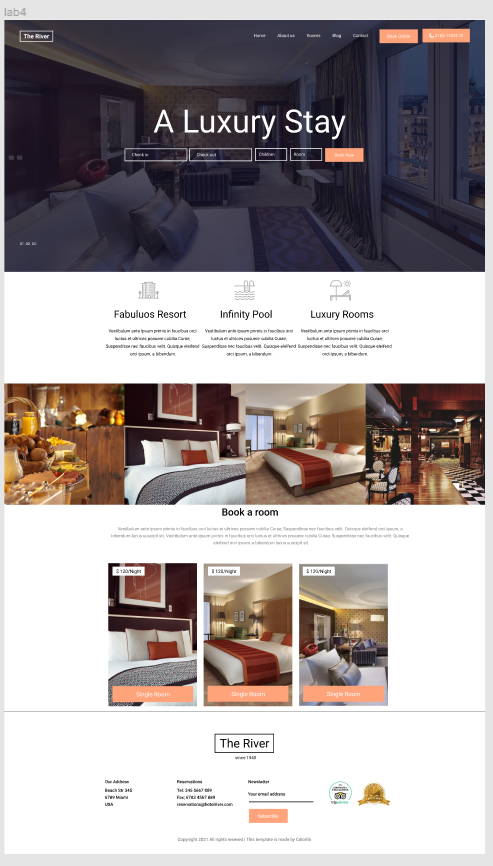 lab4
The River
Home About us Rooms Blog Contact Book Online
A Luxury Stay
Check in Check out Children Room Book Now
01. 02. 03.
Fabuluos Resort Infinity Pool Luxury Rooms
Vestibulum ante ipsum primis in faucibus orci Vestibulum ante ipsum primis in faucibus orci Vestibulum ante ipsum primis in faucibus orci
luctus et ultrices posuere cubilia Curae; luctus et ultrices posuere cubilia Curae; luctus et ultrices posuere cubilia Curae;
Suspendisse nec faucibus velit. Quisque eleifend Suspendisse nec faucibus velit. Quisque eleifend Suspendisse nec faucibus velit. Quisque eleifend
orci ipsum, a bibendum. orci ipsum, a bibendum. orci ipsum, a bibendum.
Book a room
Vestibulum ante ipsum primis in faucibus orci luctus et ultrices posuere cubilia Curae; Suspendisse nec faucibus velit. Quisque eleifend orci ipsum, a
bibendum lacus suscipit sit. Vestibulum ante ipsum primis in faucibus orci luctus et ultrices posuere cubilia Curae; Suspendisse nec faucibus velit. Quisque
eleifend orci ipsum, a bibendum lacus suscipit sit.
$ 120/Night $ 120/Night $ 120/Night
Single Room Single Room Single Room
The River
since 1940
Our Address Reservations Newsletter
Beach Str 345 Tel: 345 5667 889
6789 Miami Fax; 6783 4567 889 Your email address
USA reservations@hotelriver.com
Subscribe
tripadvisor
Copyright 2021 All rights reseved | This template is made by Colorlib